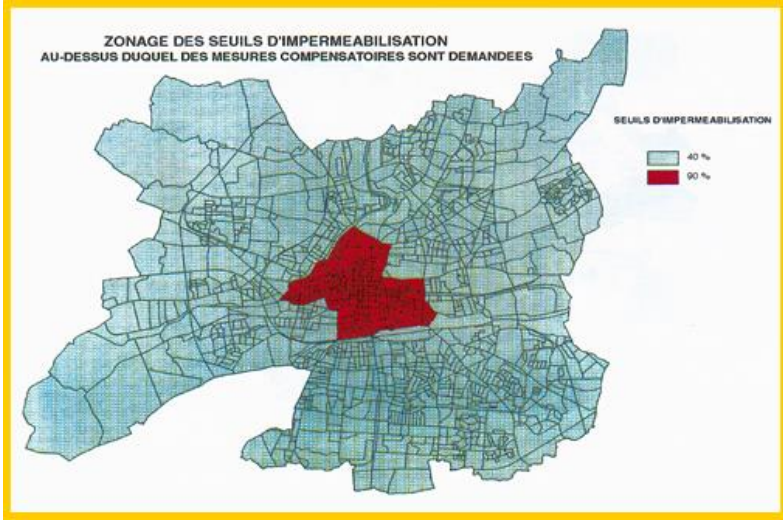 ZONAGE DES SEUILS D'IMPERMEABILISATION
AU-DESSUS DUQUEL DES MESURES COMPENSATOIRES SONT DEMANDEES
SEUILS D'IMPERMEABILISATION
40 %
90 %